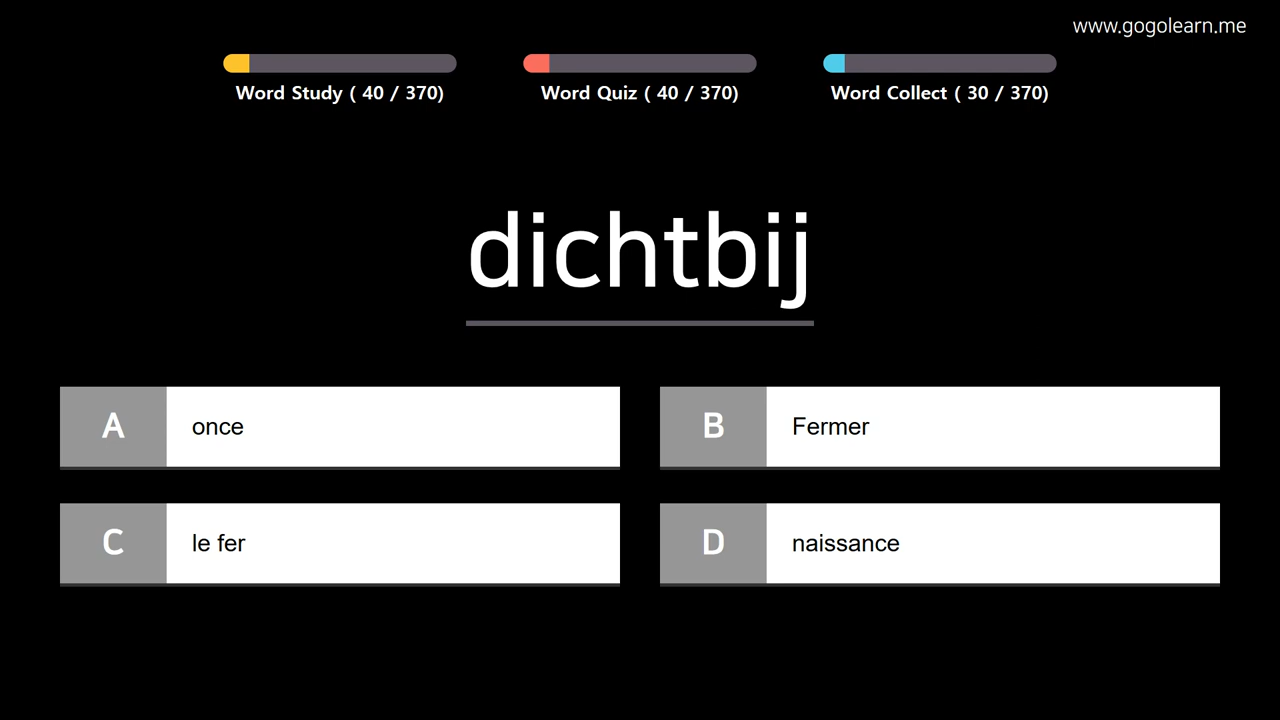 www.gogolearn.me
Word Study ( 40 / 370)
Word Quiz ( 40 / 370)
Word Collect ( 30 / 370)
dichtbij
A once
B Fermer
C le fer
D naissance